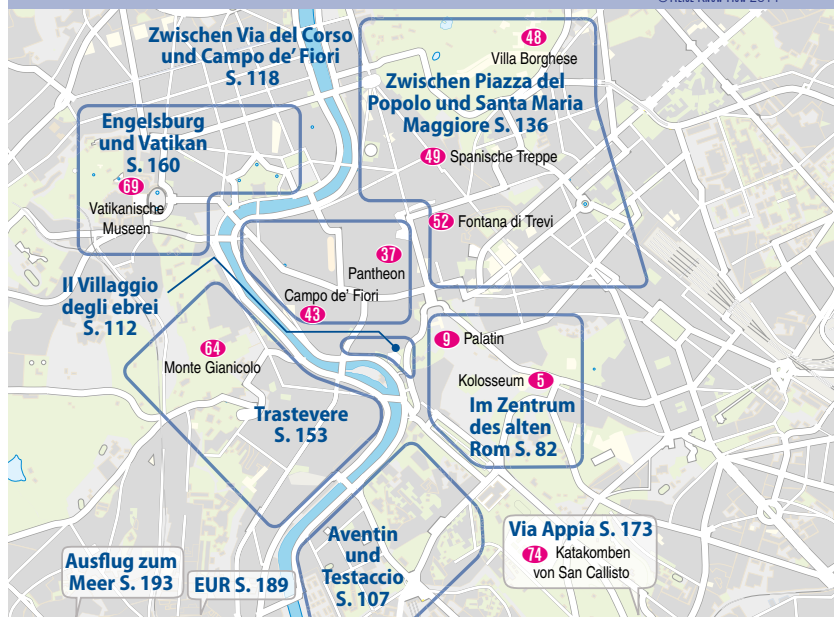 Zwischen Via del Corso
und Campo de' Fiori
S. 118
48
Villa Borghese
Zwischen Piazza del
Popolo und Santa Maria
Maggiore S. 136
Engelsburg
und Vatikan
S. 160
49 Spanische Treppe
69
Vatikanische
Museen
52 Fontana di Trevi
37
Pantheon
Il Villaggio
degli ebrei
S. 112
Campo de' Fiori
43
64
Monte Gianicolo
9 Palatin
Kolosseum 5
Im Zentrum
des alten
Rom S. 82
Trastevere
S. 153
Aventin
und
Testaccio
S. 107
Via Appia S. 173
74 Katakomben
von San Callisto
Ausflug zum
Meer S. 193
EUR S. 189